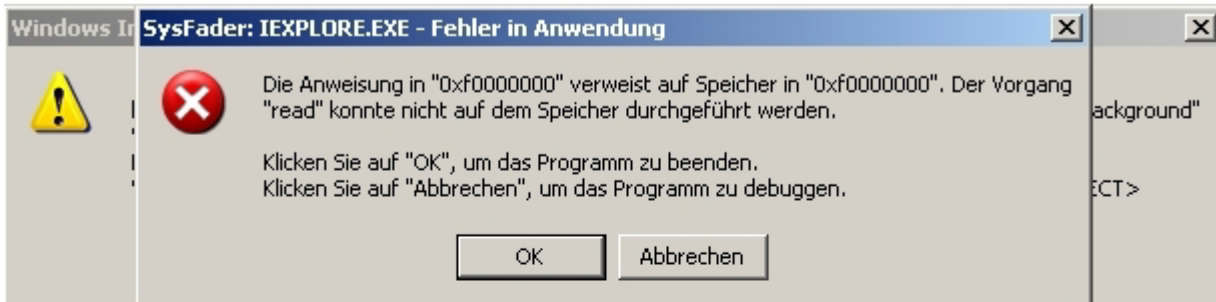 Windows In
SysFader: IEXPLORE.EXE - Fehler in Anwendung
Die Anweisung in "0xf0000000" verweist auf Speicher in "0xf0000000". Der Vorgang
"read" konnte nicht auf dem Speicher durchgeführt werden.
ackground"
Klicken Sie auf "OK", um das Programm zu beenden.
Klicken Sie auf "Abbrechen", um das Programm zu debuggen.
ECT>
OK
Abbrechen